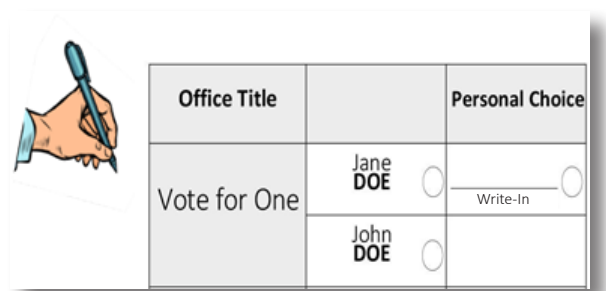 Office Title
Personal Choice
Vote for One
Jane
DOE
Write-In
John
DOE